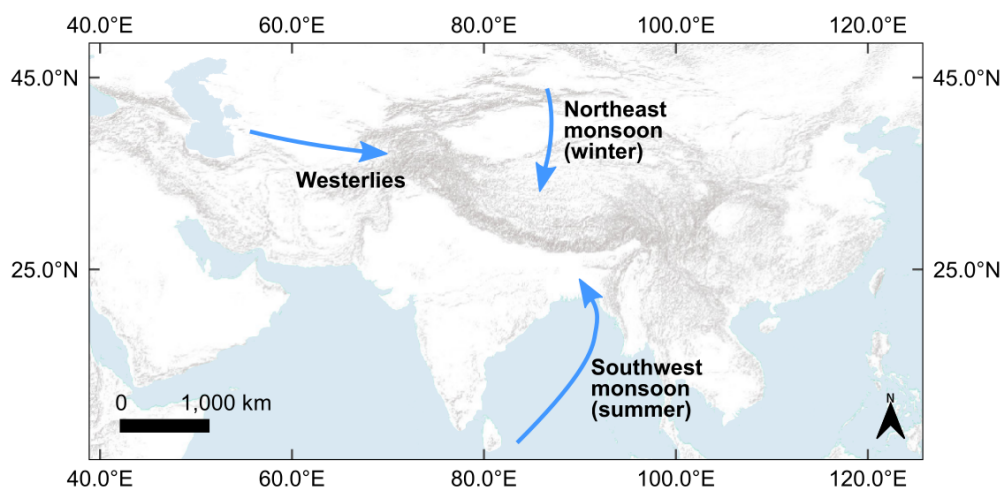 40.0°E 60.0°E 80.0°E 100.0°E 120.0°E
45.0°N 45.0°N
Northeast
monsoon
(winter)
Westerlies
25.0°N 25.0°N
Southwest
monsoon
(summer)
0 1,000 km
N
40.0°E 60.0°E 80.0°E 100.0°E 120.0°E